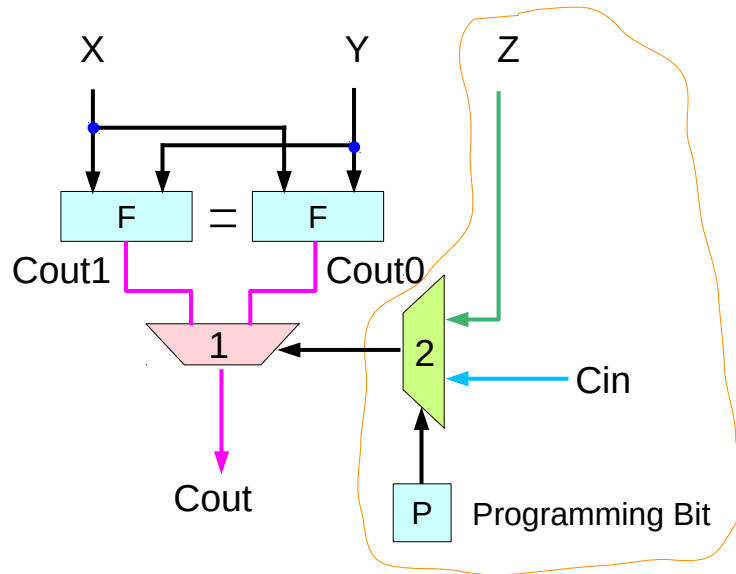 X Y Z
F = F
Cout1 Cout0
1 2
Cin
Cout
P Programming Bit